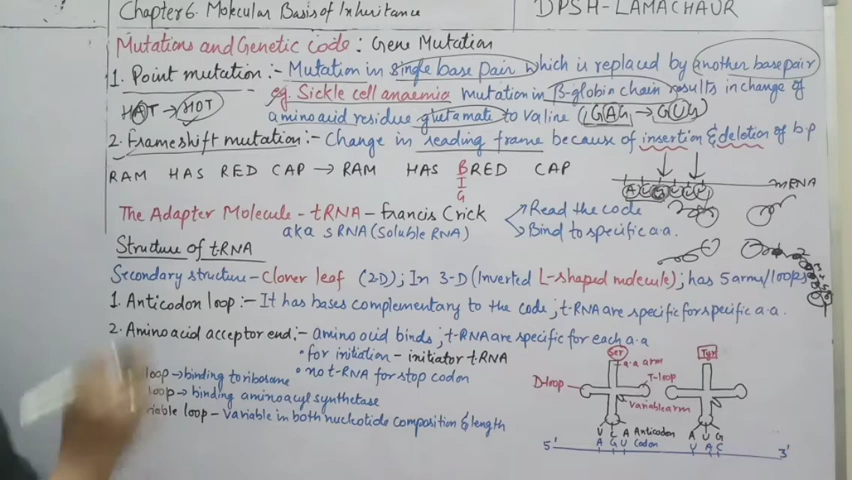 Chapter 6. Molecular Basis of Inheritance
DPSH-LAMACHAUR
Mutations and Genetic code: Gene Mutation
1. Point mutation :- Mutation in single base pair which is replaced by another base pair
eg. Sickle cell anaemia mutation in β-globin chain results in change of
HAT → HOT
amino acid residue glutamate to valine (GAG → GUG)
2. Frameshift mutation :- Change in reading frame because of insertion & deletion of b.p
RAM HAS RED CAP → RAM HAS BRED CAP
I
G
mRNA
The Adapter Molecule - tRNA - Francis Crick
Read the code
aka sRNA (Soluble RNA)
Bind to specific a.a.
Structure of tRNA
Secondary structure - Clover leaf (2-D); In 3-D (Inverted L-shaped molecule); has 5 arms/loops
1. Anticodon loop :- It has bases complementary to the code; t-RNA are specific for specific a.a.
2. Amino acid acceptor end :- amino acid binds; t-RNA are specific for each a.a
• for initiation - initiator tRNA
• no t-RNA for stop codon
loop → binding to ribosome
loop → binding aminoacyl synthetase
variable loop - variable in both nucleotide composition & length
Ser
Tyr
a.a arm
D-loop
T-loop
variable arm
U C A Anticodon
A G U Codon
A U G
U A C
5'
3'